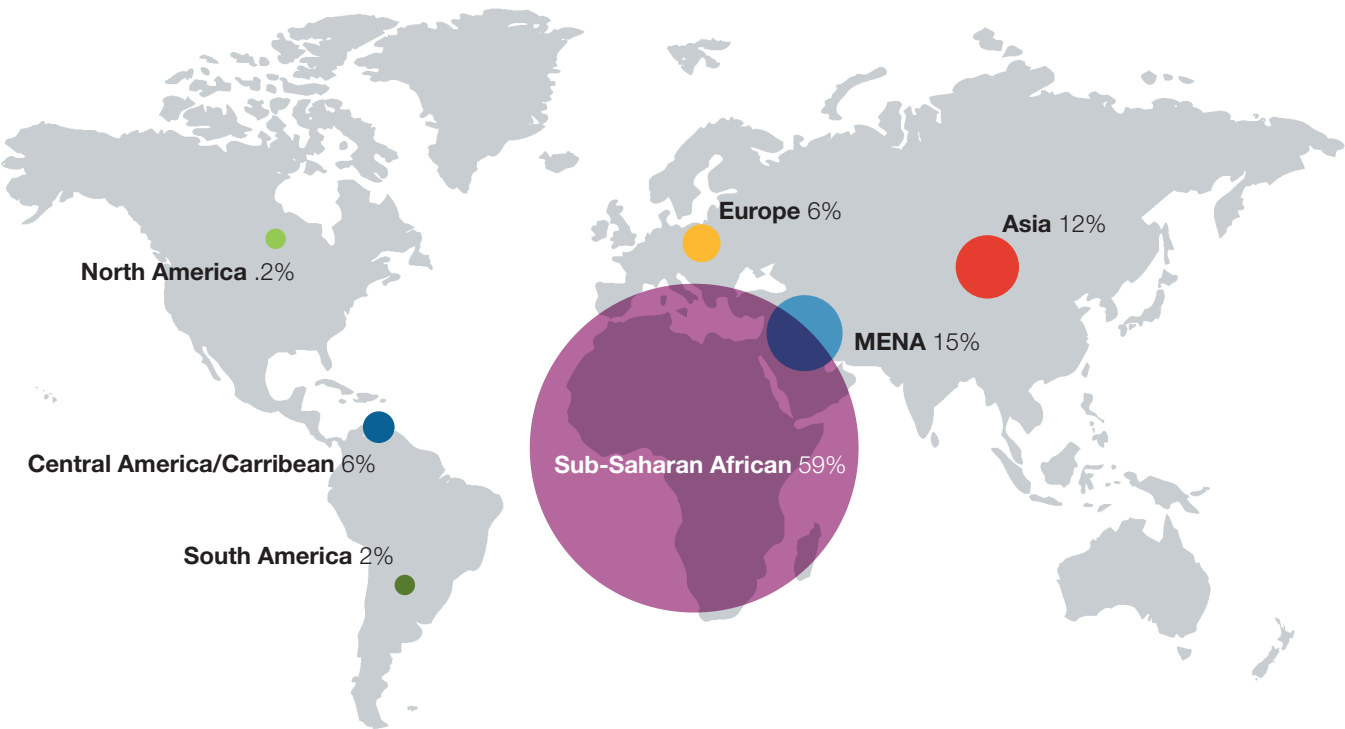 Europe 6%
Asia 12%
North America .2%
MENA 15%
Central America/Carribean 6%
Sub-Saharan African 59%
South America 2%